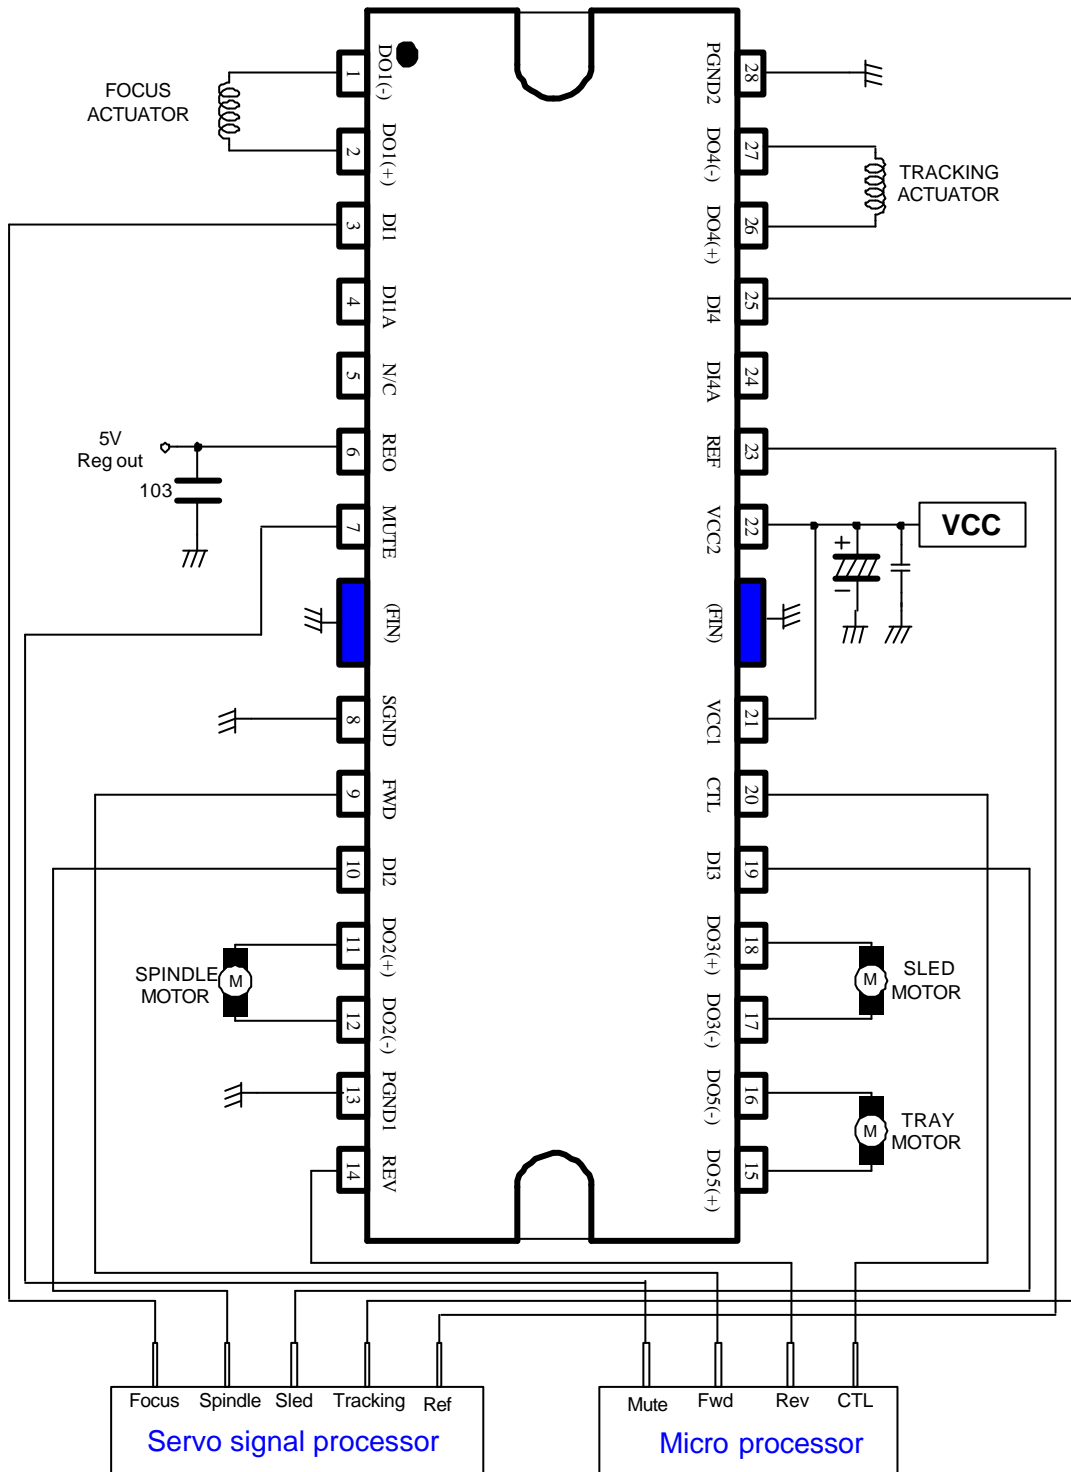 FOCUS
ACTUATOR
5V
Reg out
103
SPINDLE
MOTOR
M
1 DO1(-)
2 DO1(+)
3 DI1
4 DI1A
5 N/C
6 REO
7 MUTE
(FIN)
8 SGND
9 FWD
10 DI2
11 DO2(+)
12 DO2(-)
13 PGND1
14 REV
PGND2 28
DO4(-) 27
DO4(+) 26
DI4 25
DI4A 24
REF 23
VCC2 22
(FIN)
VCC1 21
CTL 20
DI3 19
DO3(+) 18
DO3(-) 17
DO5(-) 16
DO5(+) 15
TRACKING
ACTUATOR
VCC
+
−
M
SLED
MOTOR
M
TRAY
MOTOR
Focus Spindle Sled Tracking Ref
Servo signal processor
Mute Fwd Rev CTL
Micro processor